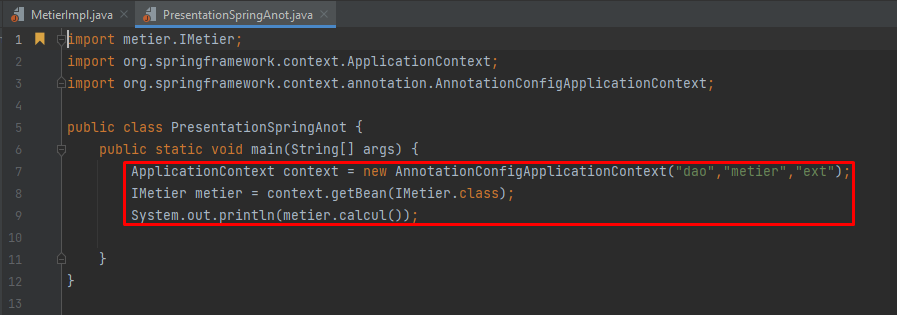 MetierImpl.java × PresentationSpringAnot.java ×
1 import metier.IMetier;
2 import org.springframework.context.ApplicationContext;
3 import org.springframework.context.annotation.AnnotationConfigApplicationContext;
4
5 public class PresentationSpringAnot {
6 public static void main(String[] args) {
7 ApplicationContext context = new AnnotationConfigApplicationContext("dao","metier","ext");
8 IMetier metier = context.getBean(IMetier.class);
9 System.out.println(metier.calcul());
10
11 }
12 }
13